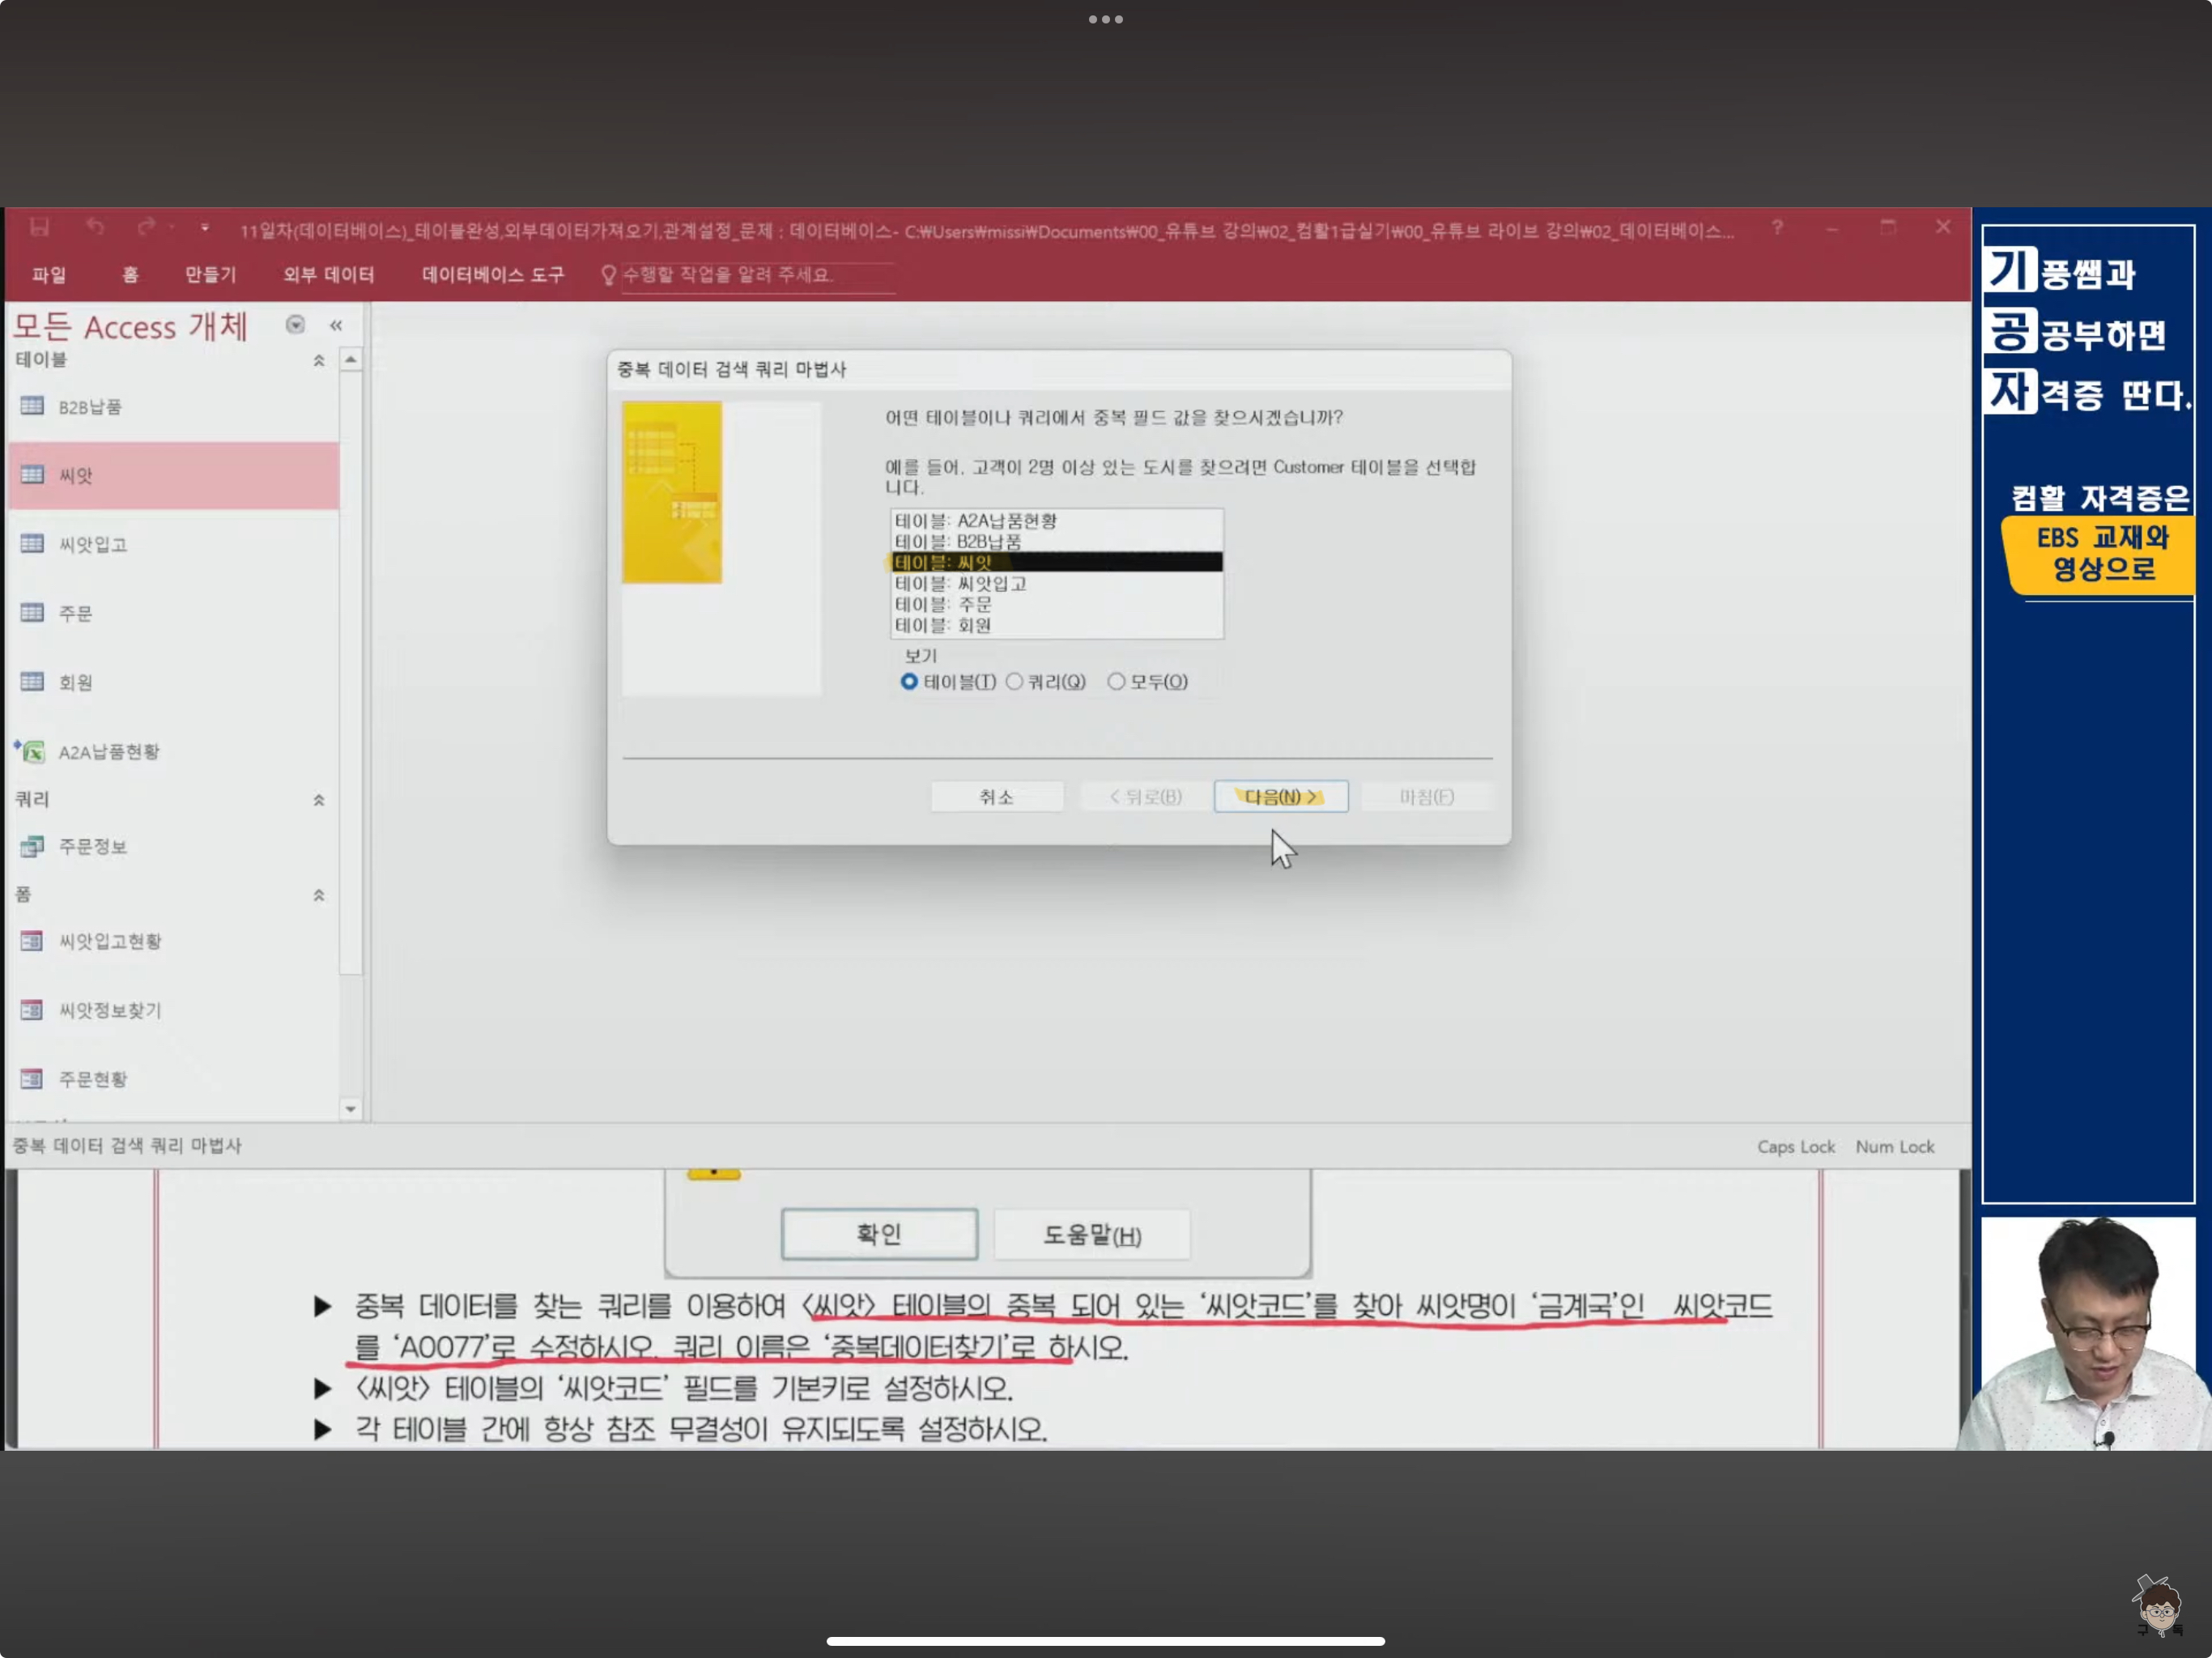 11일차(데이터베이스)_테이블완성,외부데이터가져오기,관계설정_문제 : 데이터베이스- C:₩Users₩missi₩Documents₩00_유튜브 강의₩02_컴활1급실기₩00_유튜브 라이브 강의₩02_데이터베이스...
파일 홈 만들기 외부 데이터 데이터베이스 도구 수행할 작업을 알려 주세요.
모든 Access 개체
테이블
B2B납품
씨앗
씨앗입고
주문
회원
A2A납품현황
쿼리
주문정보
폼
씨앗입고현황
씨앗정보찾기
주문현황
중복 데이터 검색 쿼리 마법사
어떤 테이블이나 쿼리에서 중복 필드 값을 찾으시겠습니까?
예를 들어, 고객이 2명 이상 있는 도시를 찾으려면 Customer 테이블을 선택합
니다.
테이블: A2A납품현황
테이블: B2B납품
테이블: 씨앗
테이블: 씨앗입고
테이블: 주문
테이블: 회원
보기
테이블(T) 쿼리(Q) 모두(O)
취소 < 뒤로(B) 다음(N) > 마침(F)
중복 데이터 검색 쿼리 마법사 Caps Lock Num Lock
확인 도움말(H)
▶ 중복 데이터를 찾는 쿼리를 이용하여 〈씨앗〉 테이블의 중복 되어 있는 ‘씨앗코드’를 찾아 씨앗명이 ‘금계국’인 씨앗코드
를 ‘A0077’로 수정하시오. 쿼리 이름은 ‘중복데이터찾기’로 하시오.
▶ 〈씨앗〉 테이블의 ‘씨앗코드’ 필드를 기본키로 설정하시오.
▶ 각 테이블 간에 항상 참조 무결성이 유지되도록 설정하시오.
기풍쌤과
공공부하면
자격증 딴다.
컴활 자격증은
EBS 교재와
영상으로
구독